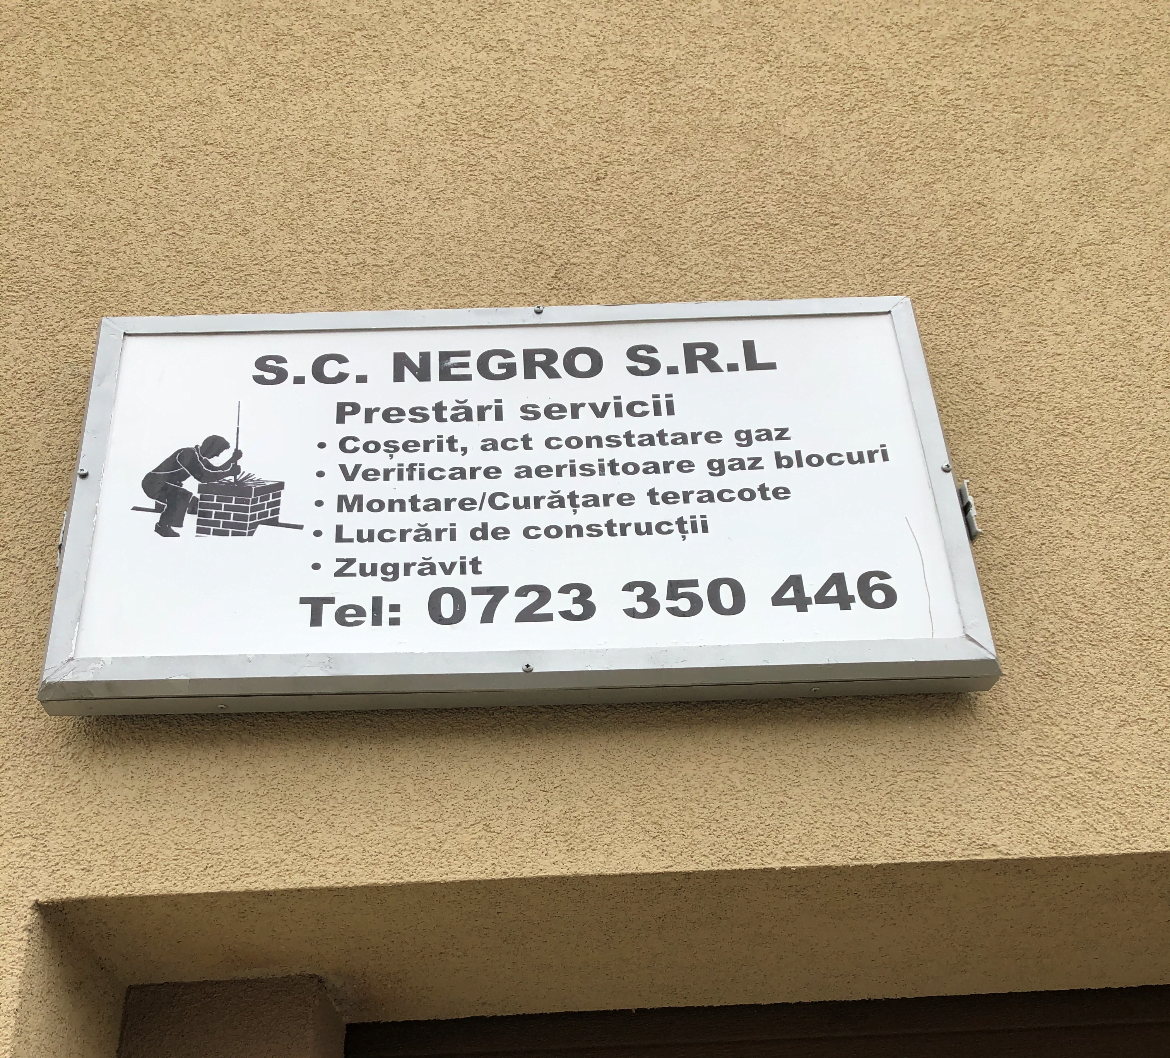 S.C. NEGRO S.R.L
Prestări servicii
• Coșerit, act constatare gaz
• Verificare aerisitoare gaz blocuri
• Montare/Curățare teracote
• Lucrări de construcții
• Zugrăvit
Tel: 0723 350 446